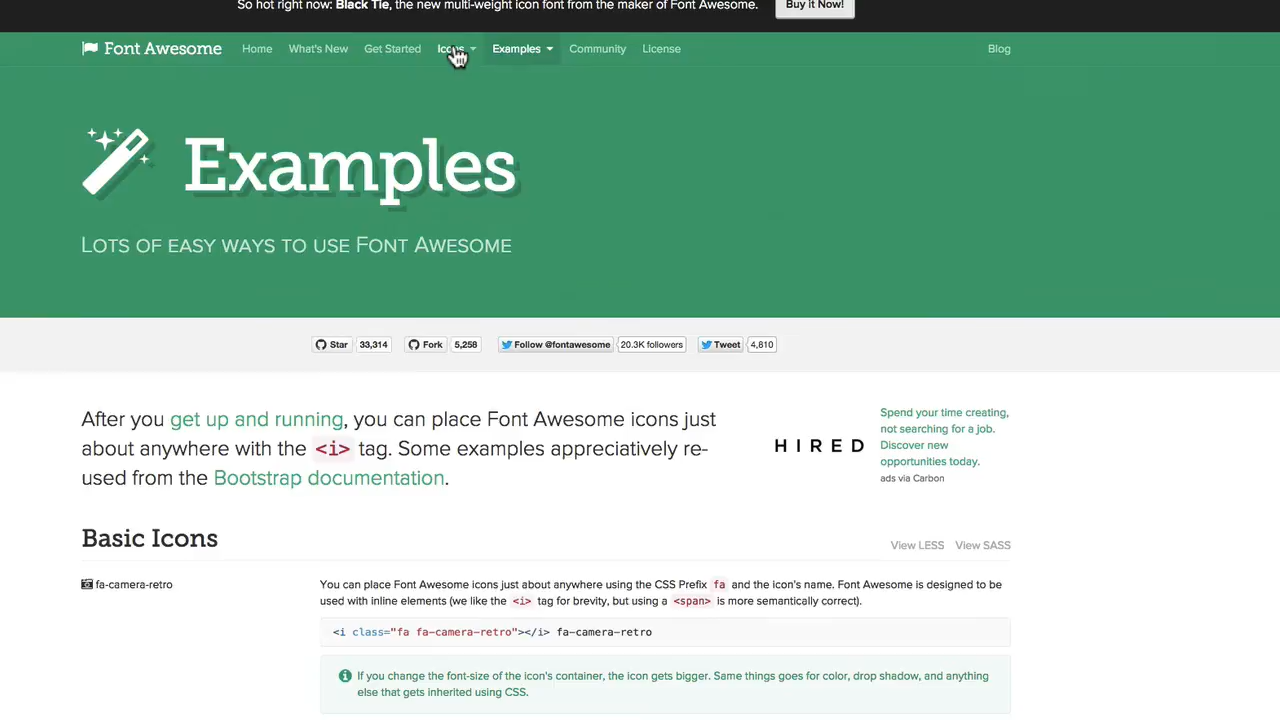 So hot right now: Black Tie, the new multi-weight icon font from the maker of Font Awesome. Buy it Now!
Font Awesome Home What's New Get Started Icons Examples Community License Blog
Examples
Lots of easy ways to use Font Awesome
Star 33,314 Fork 5,258 Follow @fontawesome 20.3K followers Tweet 4,810
After you get up and running, you can place Font Awesome icons just
about anywhere with the <i> tag. Some examples appreciatively re-
used from the Bootstrap documentation.
HIRED
Spend your time creating,
not searching for a job.
Discover new
opportunities today.
ads via Carbon
Basic Icons
View LESS View SASS
fa-camera-retro
You can place Font Awesome icons just about anywhere using the CSS Prefix fa and the icon's name. Font Awesome is designed to be
used with inline elements (we like the <i> tag for brevity, but using a <span> is more semantically correct).
<i class="fa fa-camera-retro"></i> fa-camera-retro
If you change the font-size of the icon's container, the icon gets bigger. Same things goes for color, drop shadow, and anything
else that gets inherited using CSS.